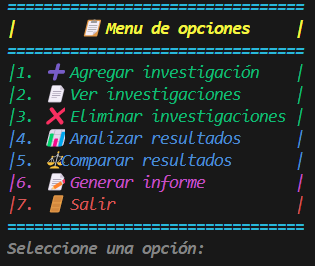 ================================
|       📋 Menu de opciones     |
================================
|1. ➕ Agregar investigación    |
|2. 📄 Ver investigaciones      |
|3. ❌ Eliminar investigaciones |
|4. 📊 Analizar resultados      |
|5. ⚖Comparar resultados       |
|6. 📝 Generar informe          |
|7. 🚪 Salir                    |
================================
Seleccione una opción: